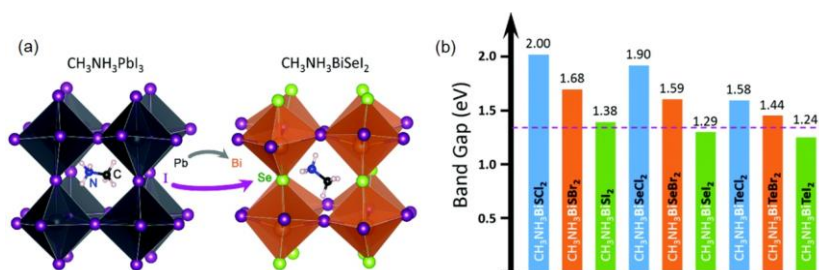 (a)
CH₃NH₃PbI₃
CH₃NH₃BiSeI₂
Pb
Bi
I
Se
N
C
(b)
Band Gap (eV)
2.0
1.5
1.0
0.5
2.00
1.68
1.38
1.90
1.59
1.29
1.58
1.44
1.24
CH₃NH₃BiSCl₂
CH₃NH₃BiSBr₂
CH₃NH₃BiSI₂
CH₃NH₃BiSeCl₂
CH₃NH₃BiSeBr₂
CH₃NH₃BiSeI₂
CH₃NH₃BiTeCl₂
CH₃NH₃BiTeBr₂
CH₃NH₃BiTeI₂